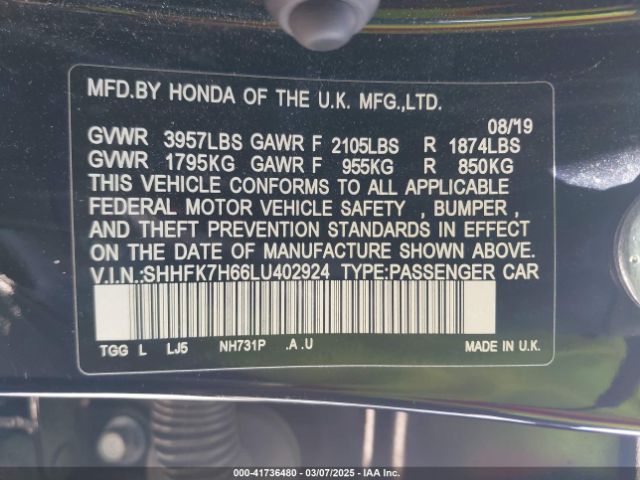 MFD.BY HONDA OF THE U.K. MFG.,LTD.
08/19
GVWR 3957LBS GAWR F 2105LBS R 1874LBS
GVWR 1795KG GAWR F 955KG R 850KG
THIS VEHICLE CONFORMS TO ALL APPLICABLE
FEDERAL MOTOR VEHICLE SAFETY , BUMPER ,
AND THEFT PREVENTION STANDARDS IN EFFECT
ON THE DATE OF MANUFACTURE SHOWN ABOVE.
V.I.N.:SHHFK7H66LU402924 TYPE:PASSENGER CAR
TGG L LJ5 NH731P .A .U MADE IN U.K.
000-41736480 — 03/07/2025 — IAA Inc.